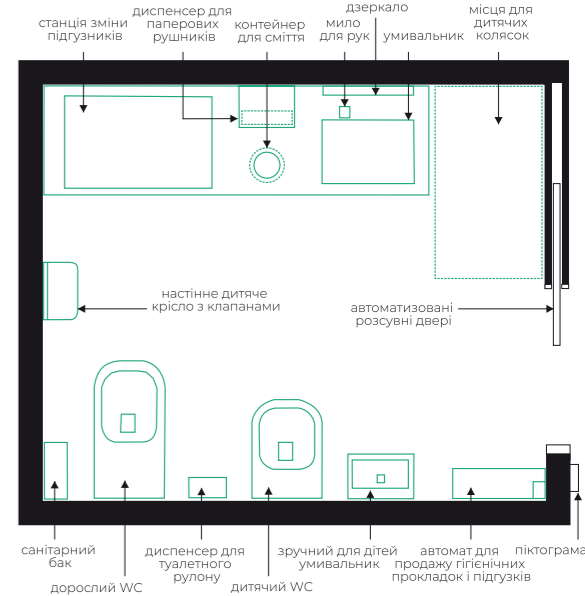 станція зміни
підгузників
диспенсер для
паперових
рушників
контейнер
для сміття
мило
для рук
дзеркало
умивальник
місця для
дитячих
колясок
настінне дитяче
крісло з клапанами
автоматизовані
розсувні двері
санітарний
бак
дорослий WC
диспенсер для
туалетного
рулону
дитячий WC
зручний для дітей
умивальник
автомат для
продажу гігієнічних
прокладок і підгузків
піктограма